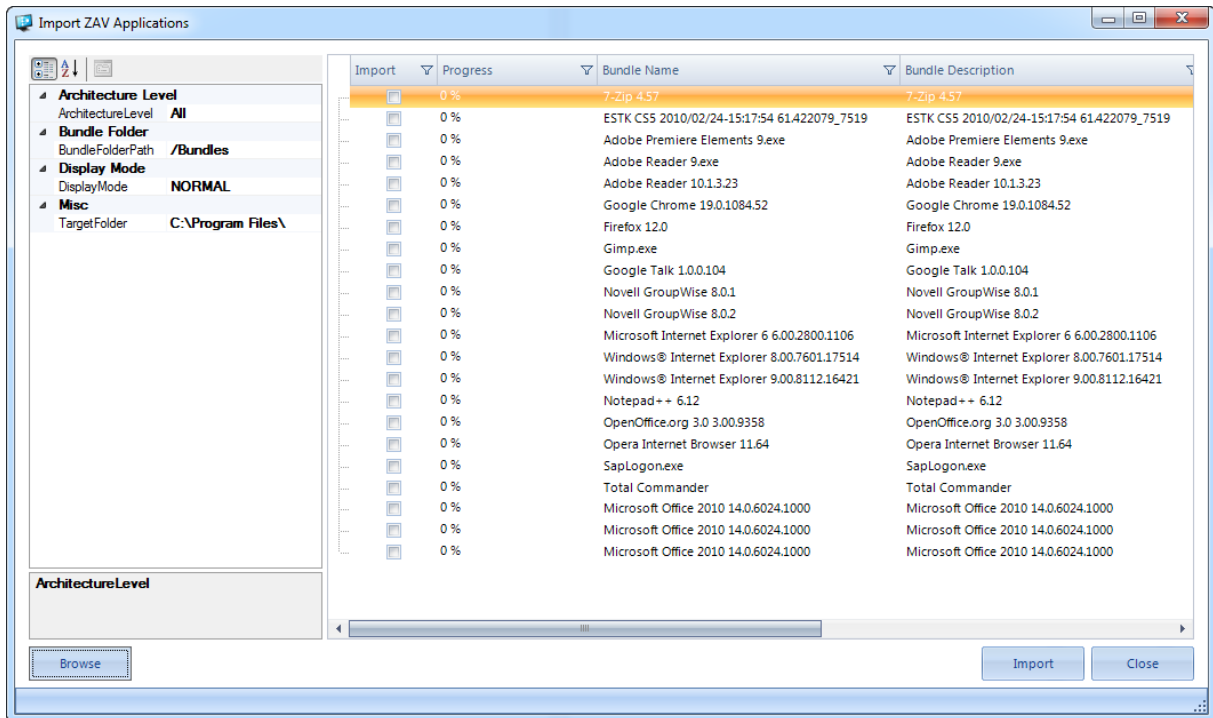 Import ZAV Applications
Architecture Level
ArchitectureLevel All
Bundle Folder
BundleFolderPath /Bundles
Display Mode
DisplayMode NORMAL
Misc
TargetFolder C:\Program Files\
ArchitectureLevel
Import Progress Bundle Name Bundle Description
0 % 7-Zip 4.57 7-Zip 4.57
0 % ESTK CS5 2010/02/24-15:17:54 61.422079_7519 ESTK CS5 2010/02/24-15:17:54 61.422079_7519
0 % Adobe Premiere Elements 9.exe Adobe Premiere Elements 9.exe
0 % Adobe Reader 9.exe Adobe Reader 9.exe
0 % Adobe Reader 10.1.3.23 Adobe Reader 10.1.3.23
0 % Google Chrome 19.0.1084.52 Google Chrome 19.0.1084.52
0 % Firefox 12.0 Firefox 12.0
0 % Gimp.exe Gimp.exe
0 % Google Talk 1.0.0.104 Google Talk 1.0.0.104
0 % Novell GroupWise 8.0.1 Novell GroupWise 8.0.1
0 % Novell GroupWise 8.0.2 Novell GroupWise 8.0.2
0 % Microsoft Internet Explorer 6 6.00.2800.1106 Microsoft Internet Explorer 6 6.00.2800.1106
0 % Windows® Internet Explorer 8.00.7601.17514 Windows® Internet Explorer 8.00.7601.17514
0 % Windows® Internet Explorer 9.00.8112.16421 Windows® Internet Explorer 9.00.8112.16421
0 % Notepad++ 6.12 Notepad++ 6.12
0 % OpenOffice.org 3.0 3.00.9358 OpenOffice.org 3.0 3.00.9358
0 % Opera Internet Browser 11.64 Opera Internet Browser 11.64
0 % SapLogon.exe SapLogon.exe
0 % Total Commander Total Commander
0 % Microsoft Office 2010 14.0.6024.1000 Microsoft Office 2010 14.0.6024.1000
0 % Microsoft Office 2010 14.0.6024.1000 Microsoft Office 2010 14.0.6024.1000
0 % Microsoft Office 2010 14.0.6024.1000 Microsoft Office 2010 14.0.6024.1000
Browse Import Close